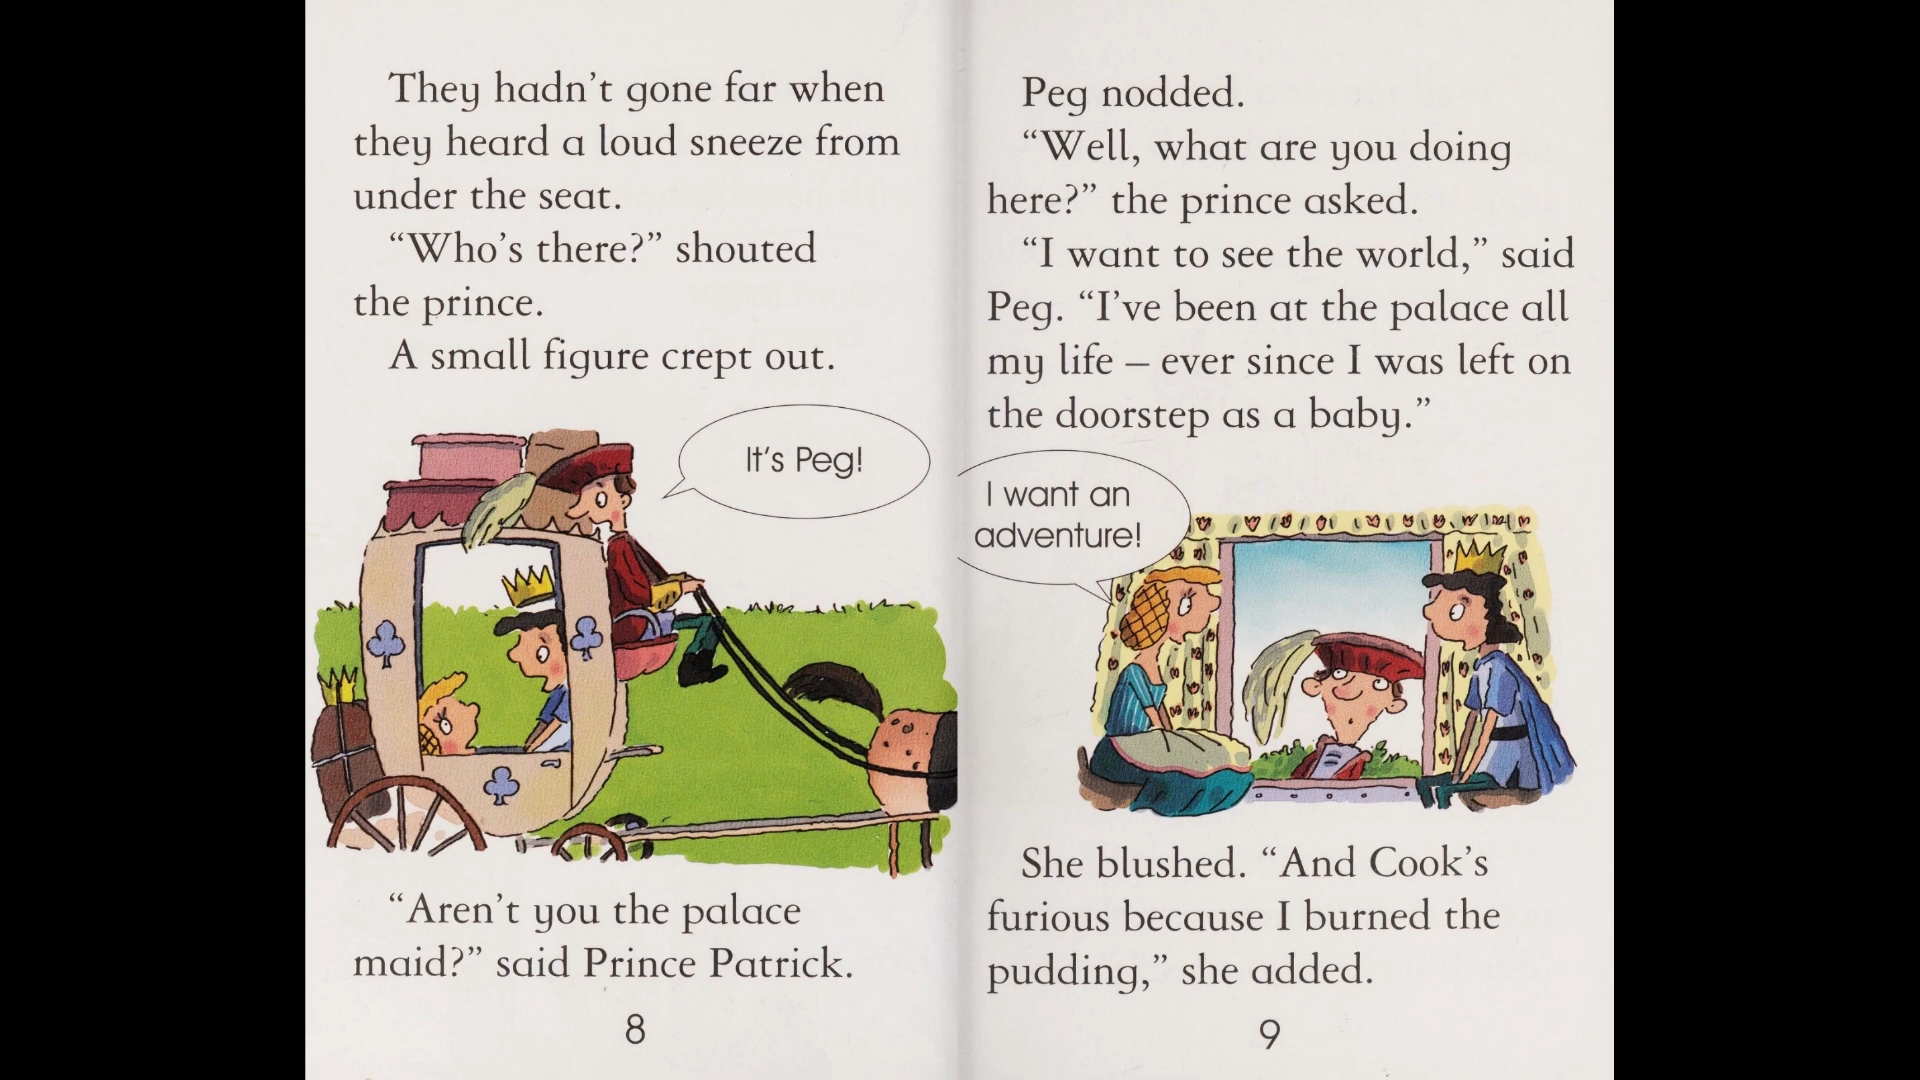 They hadn't gone far when
they heard a loud sneeze from
under the seat.
“Who's there?” shouted
the prince.
A small figure crept out.
It's Peg!
“Aren't you the palace
maid?” said Prince Patrick.
8
Peg nodded.
“Well, what are you doing
here?” the prince asked.
“I want to see the world,” said
Peg. “I've been at the palace all
my life – ever since I was left on
the doorstep as a baby.”
I want an
adventure!
She blushed. “And Cook's
furious because I burned the
pudding,” she added.
9